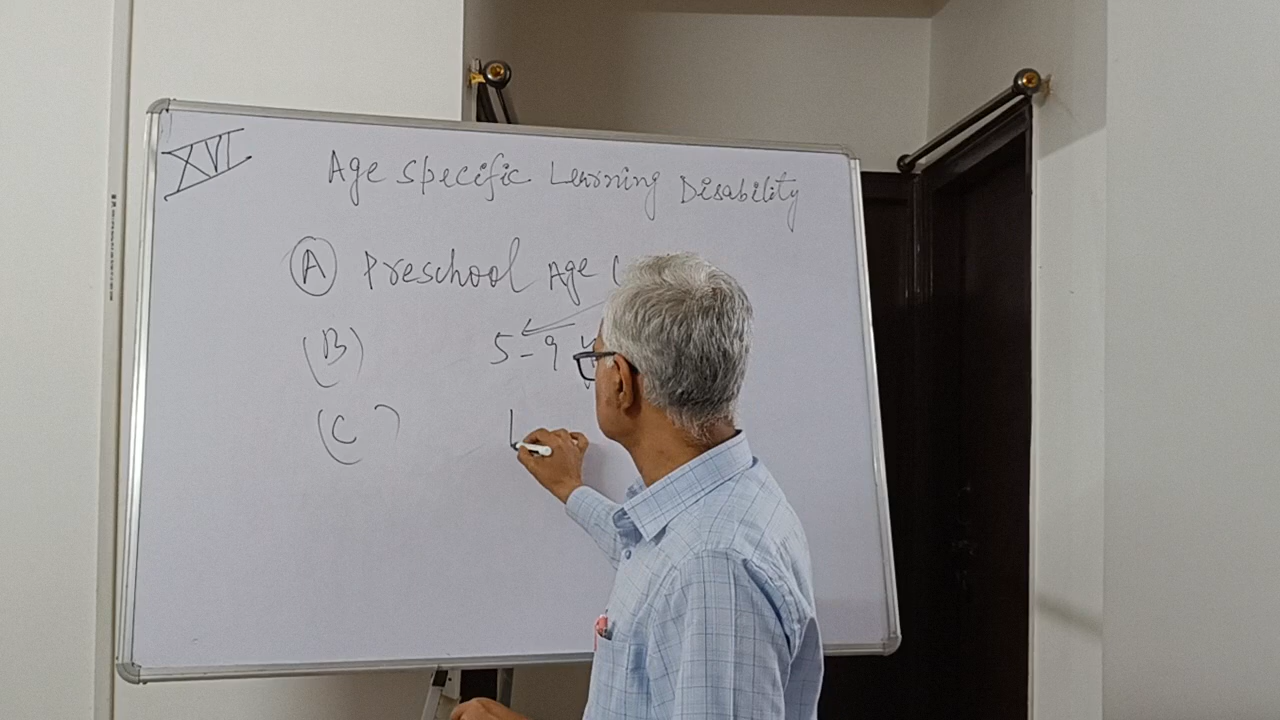 XVI
Age Specific Learning Disability
(A) Preschool Age (
(B) 5-9
(C)